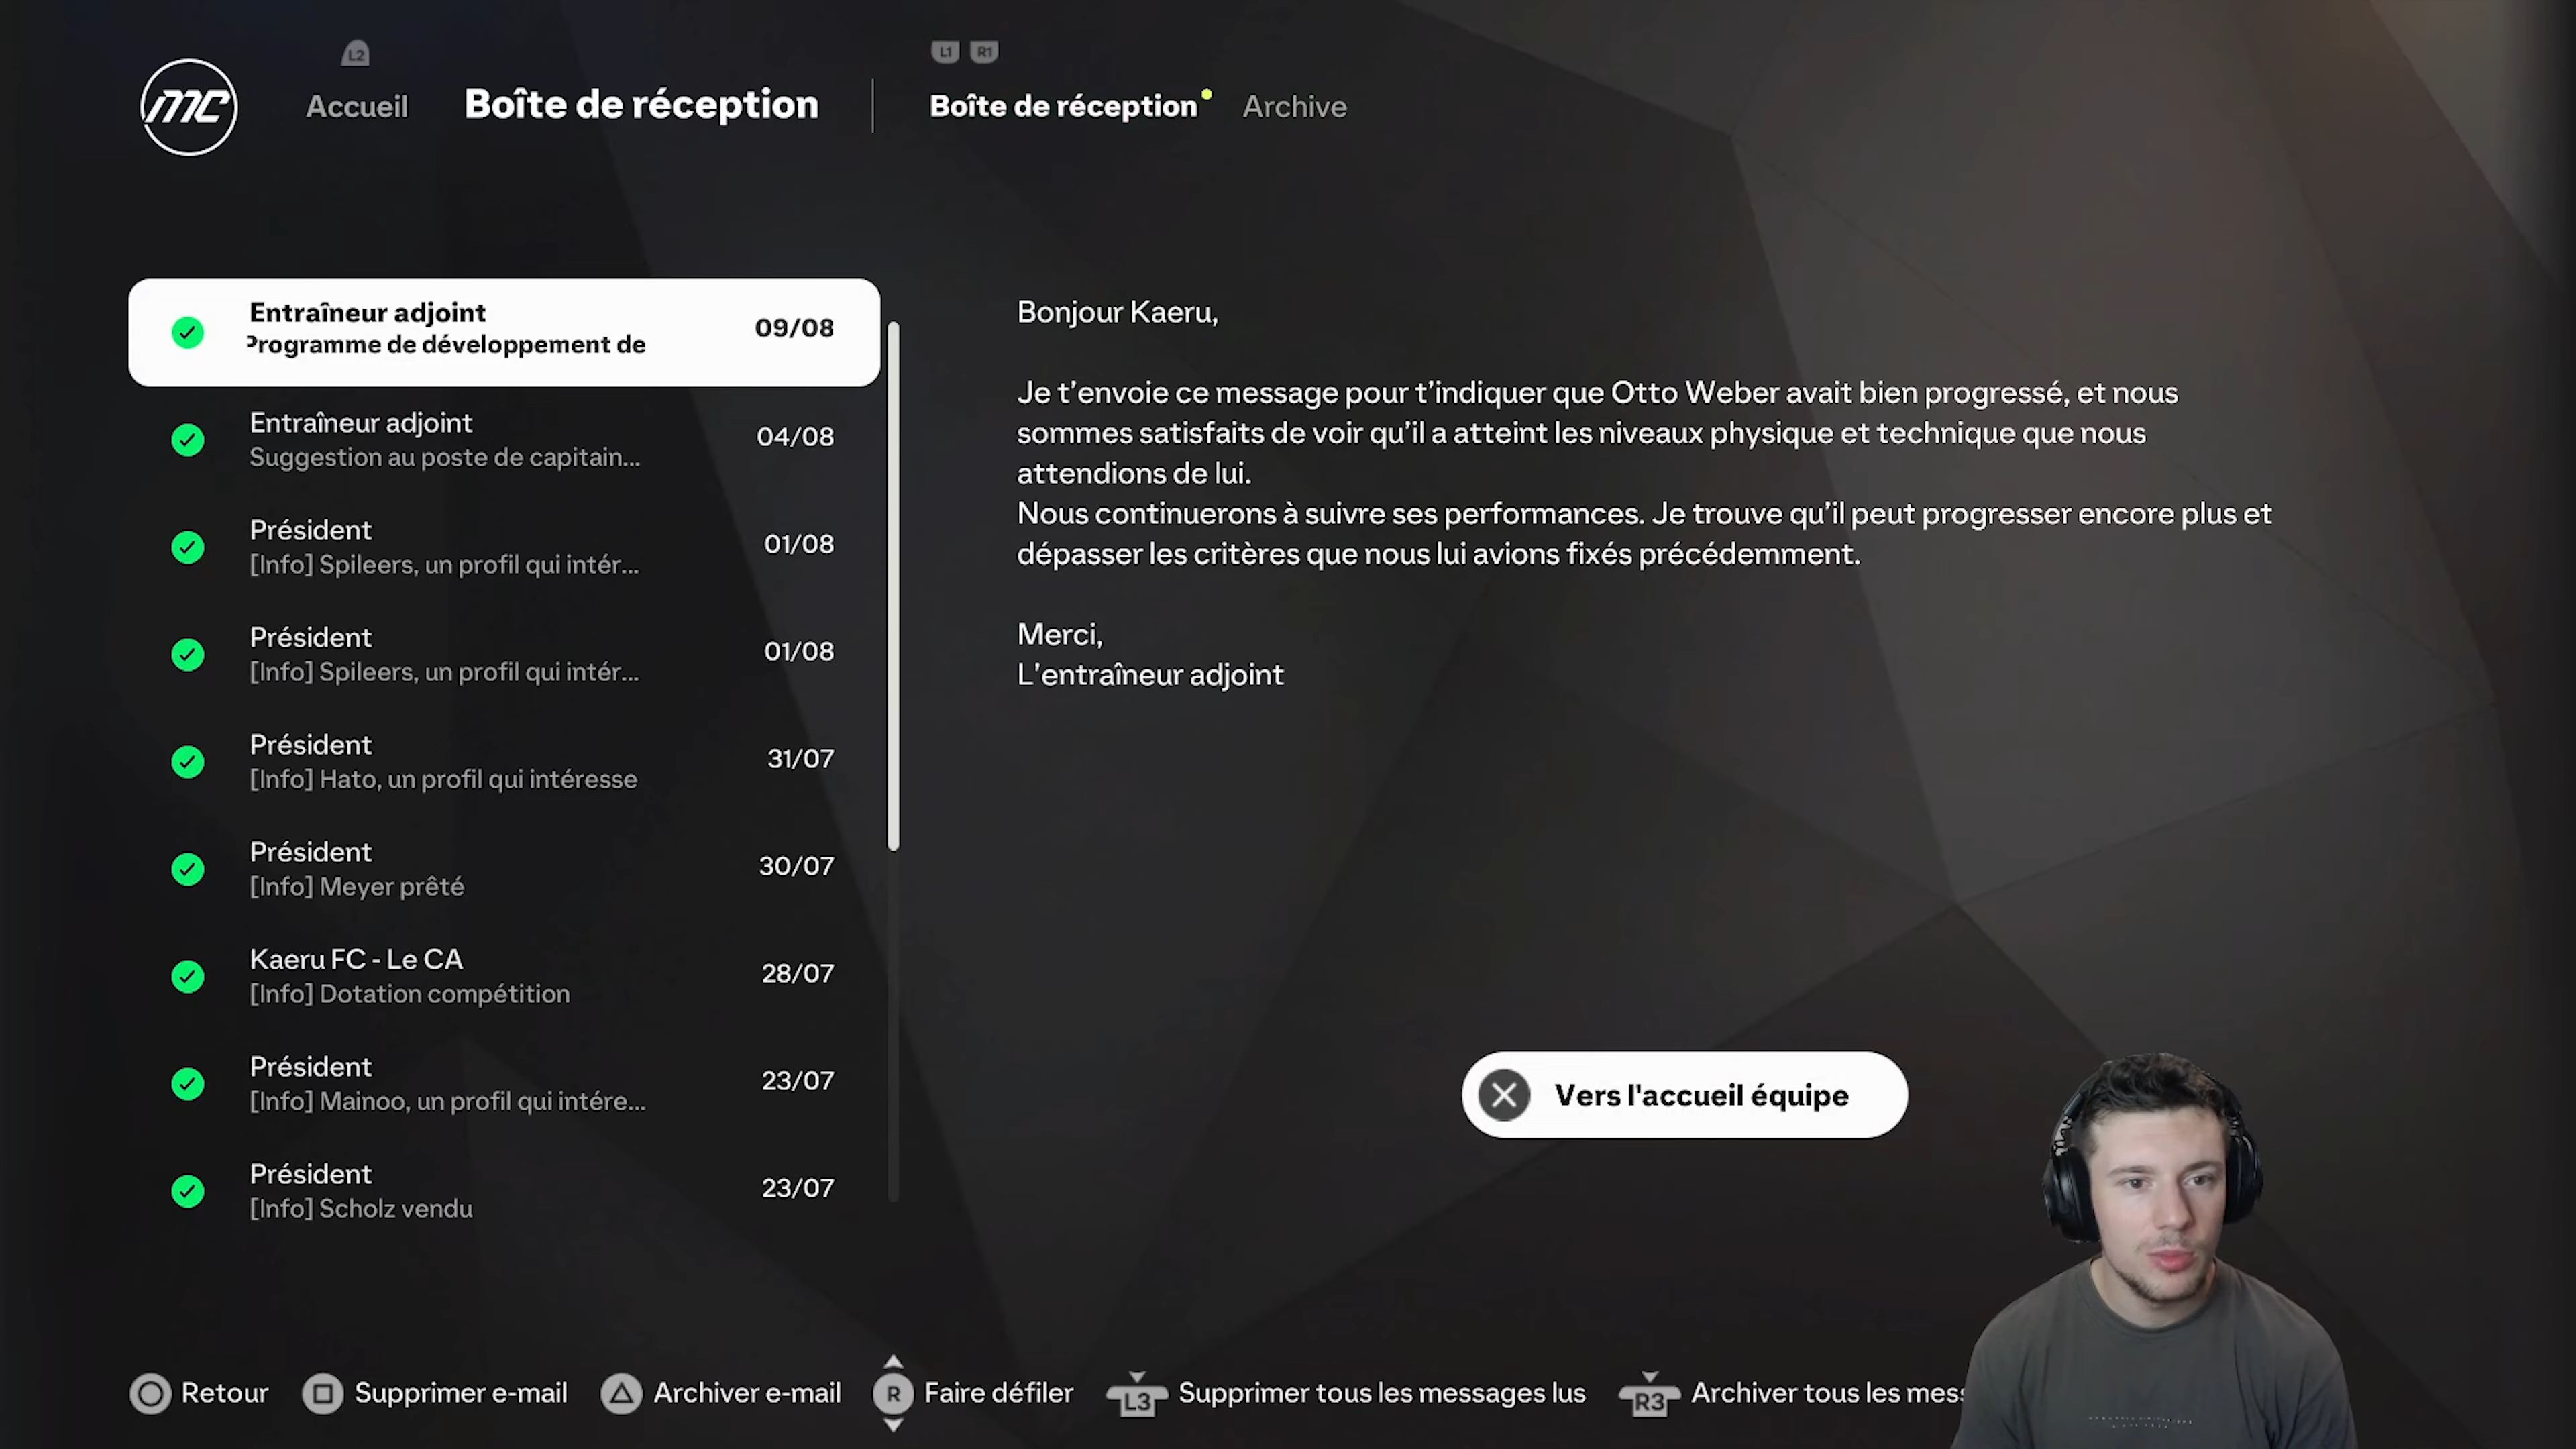 L2
L1 R1
MC Accueil Boîte de réception Boîte de réception Archive
Entraîneur adjoint
Programme de développement de
09/08
Entraîneur adjoint
Suggestion au poste de capitain...
04/08
Président
[Info] Spileers, un profil qui intér...
01/08
Président
[Info] Spileers, un profil qui intér...
01/08
Président
[Info] Hato, un profil qui intéresse
31/07
Président
[Info] Meyer prêté
30/07
Kaeru FC - Le CA
[Info] Dotation compétition
28/07
Président
[Info] Mainoo, un profil qui intére...
23/07
Président
[Info] Scholz vendu
23/07
Bonjour Kaeru,
Je t'envoie ce message pour t'indiquer que Otto Weber avait bien progressé, et nous
sommes satisfaits de voir qu'il a atteint les niveaux physique et technique que nous
attendions de lui.
Nous continuerons à suivre ses performances. Je trouve qu'il peut progresser encore plus et
dépasser les critères que nous lui avions fixés précédemment.
Merci,
L'entraîneur adjoint
Vers l'accueil équipe
Retour Supprimer e-mail Archiver e-mail R Faire défiler L3 Supprimer tous les messages lus R3 Archiver tous les mess